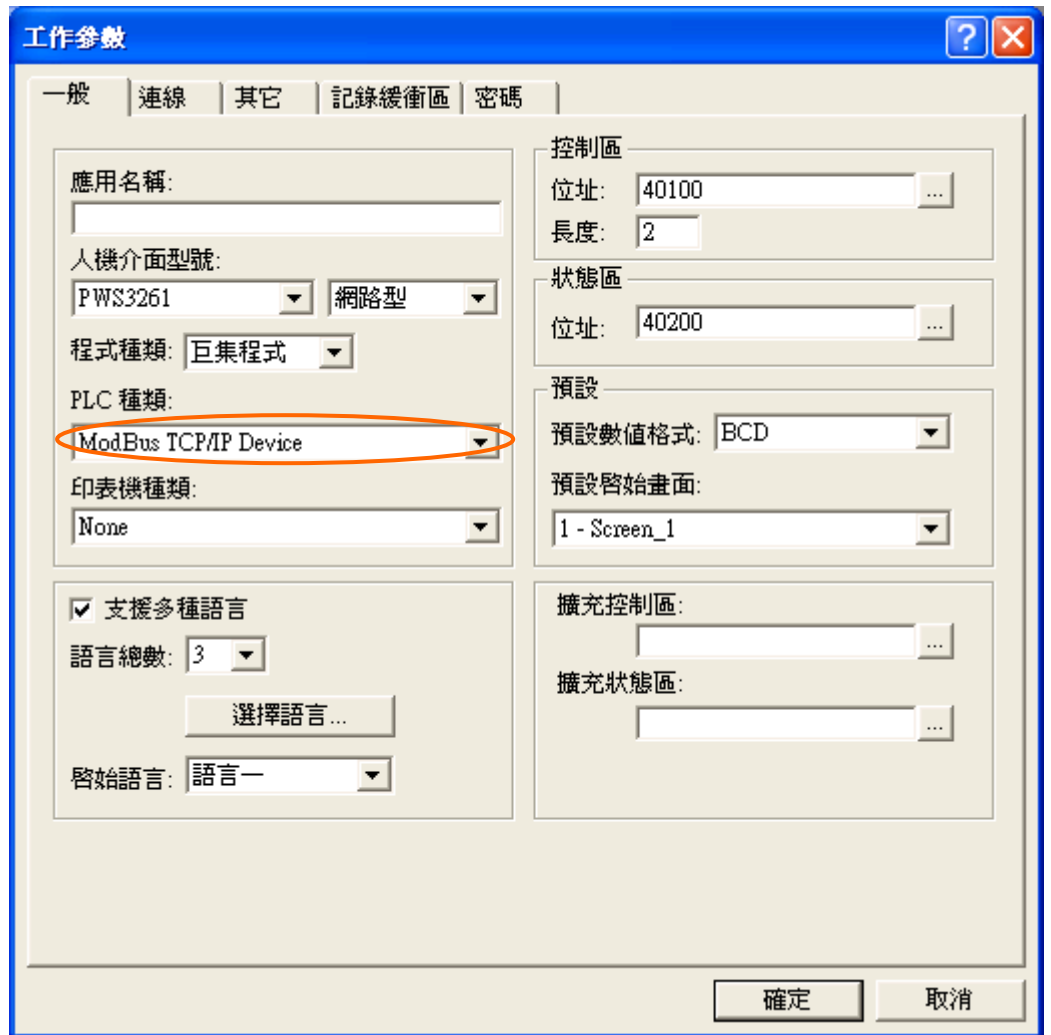 工作參數
一般 連線 其它 記錄緩衝區 密碼
應用名稱:
人機介面型號:
PWS3261 網路型
程式種類: 巨集程式
PLC 種類:
ModBus TCP/IP Device
印表機種類:
None
支援多種語言
語言總數: 3
選擇語言...
啓始語言: 語言一
控制區
位址: 40100 ...
長度: 2
狀態區
位址: 40200 ...
預設
預設數值格式: BCD
預設啓始畫面:
1 - Screen_1
擴充控制區:
...
擴充狀態區:
...
確定 取消